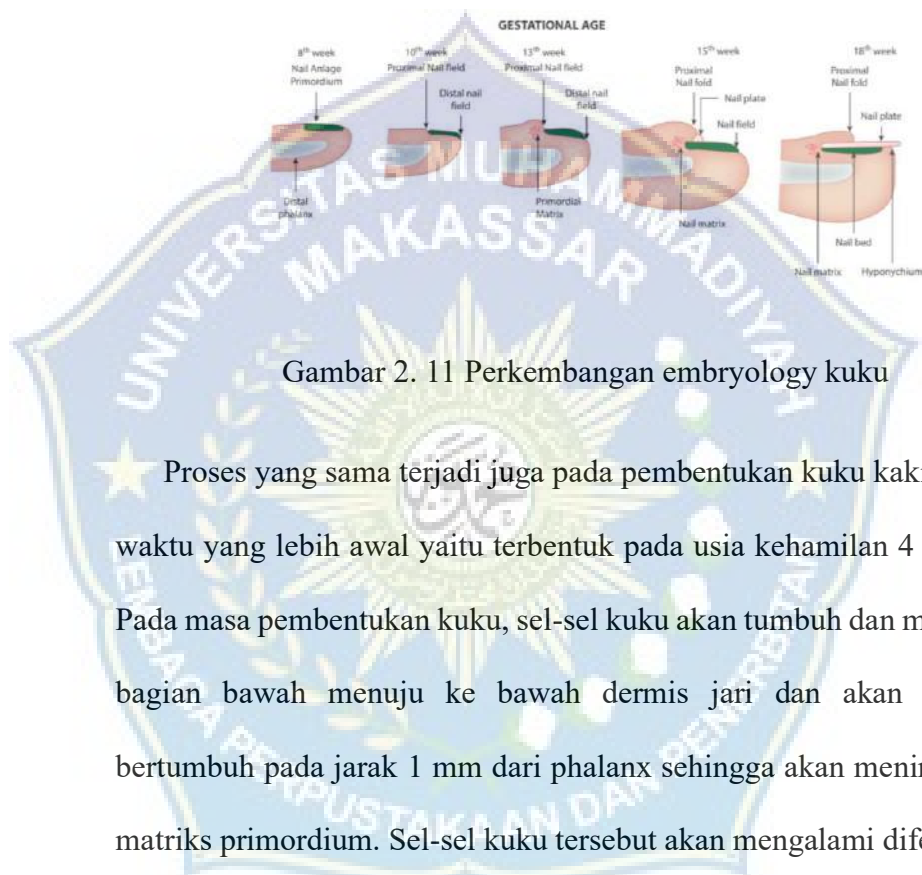 GESTATIONAL AGE
8th week
Nail Anlage
Primordium
Distal
phalanx
10th week
Proximal Nail field
Distal nail
field
13th week
Proximal Nail field
Distal nail
field
Primordial
Matrix
15th week
Proximal
Nail fold
Nail plate
Nail field
Nail matrix
18th week
Proximal
Nail fold
Nail plate
Nail matrix
Nail bed
Hyponychium
UNIVERSITAS MUHAMMADIYAH
MAKASSAR
LEMBAGA PERPUSTAKAAN DAN PENERBITAN
Gambar 2. 11 Perkembangan embryology kuku
Proses yang sama terjadi juga pada pembentukan kuku kaki
waktu yang lebih awal yaitu terbentuk pada usia kehamilan 4
Pada masa pembentukan kuku, sel-sel kuku akan tumbuh dan m
bagian bawah menuju ke bawah dermis jari dan akan
bertumbuh pada jarak 1 mm dari phalanx sehingga akan menin
matriks primordium. Sel-sel kuku tersebut akan mengalami dife